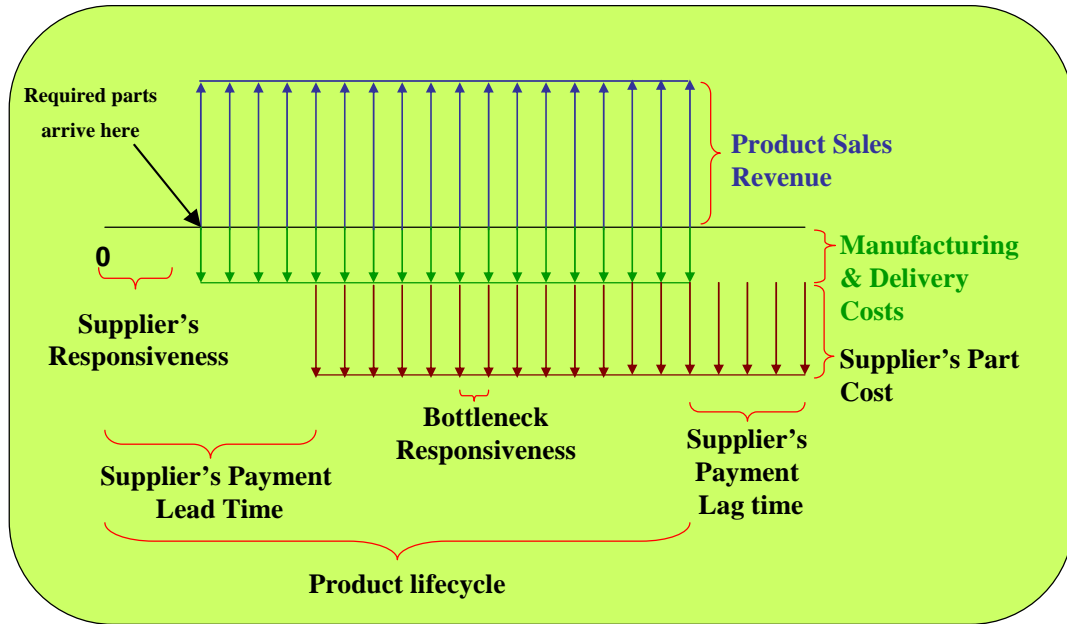 Required parts
arrive here
Product Sales
Revenue
0
Manufacturing
& Delivery
Costs
Supplier's
Responsiveness
Supplier's Part
Cost
Bottleneck
Responsiveness
Supplier's
Payment
Lag time
Supplier's Payment
Lead Time
Product lifecycle